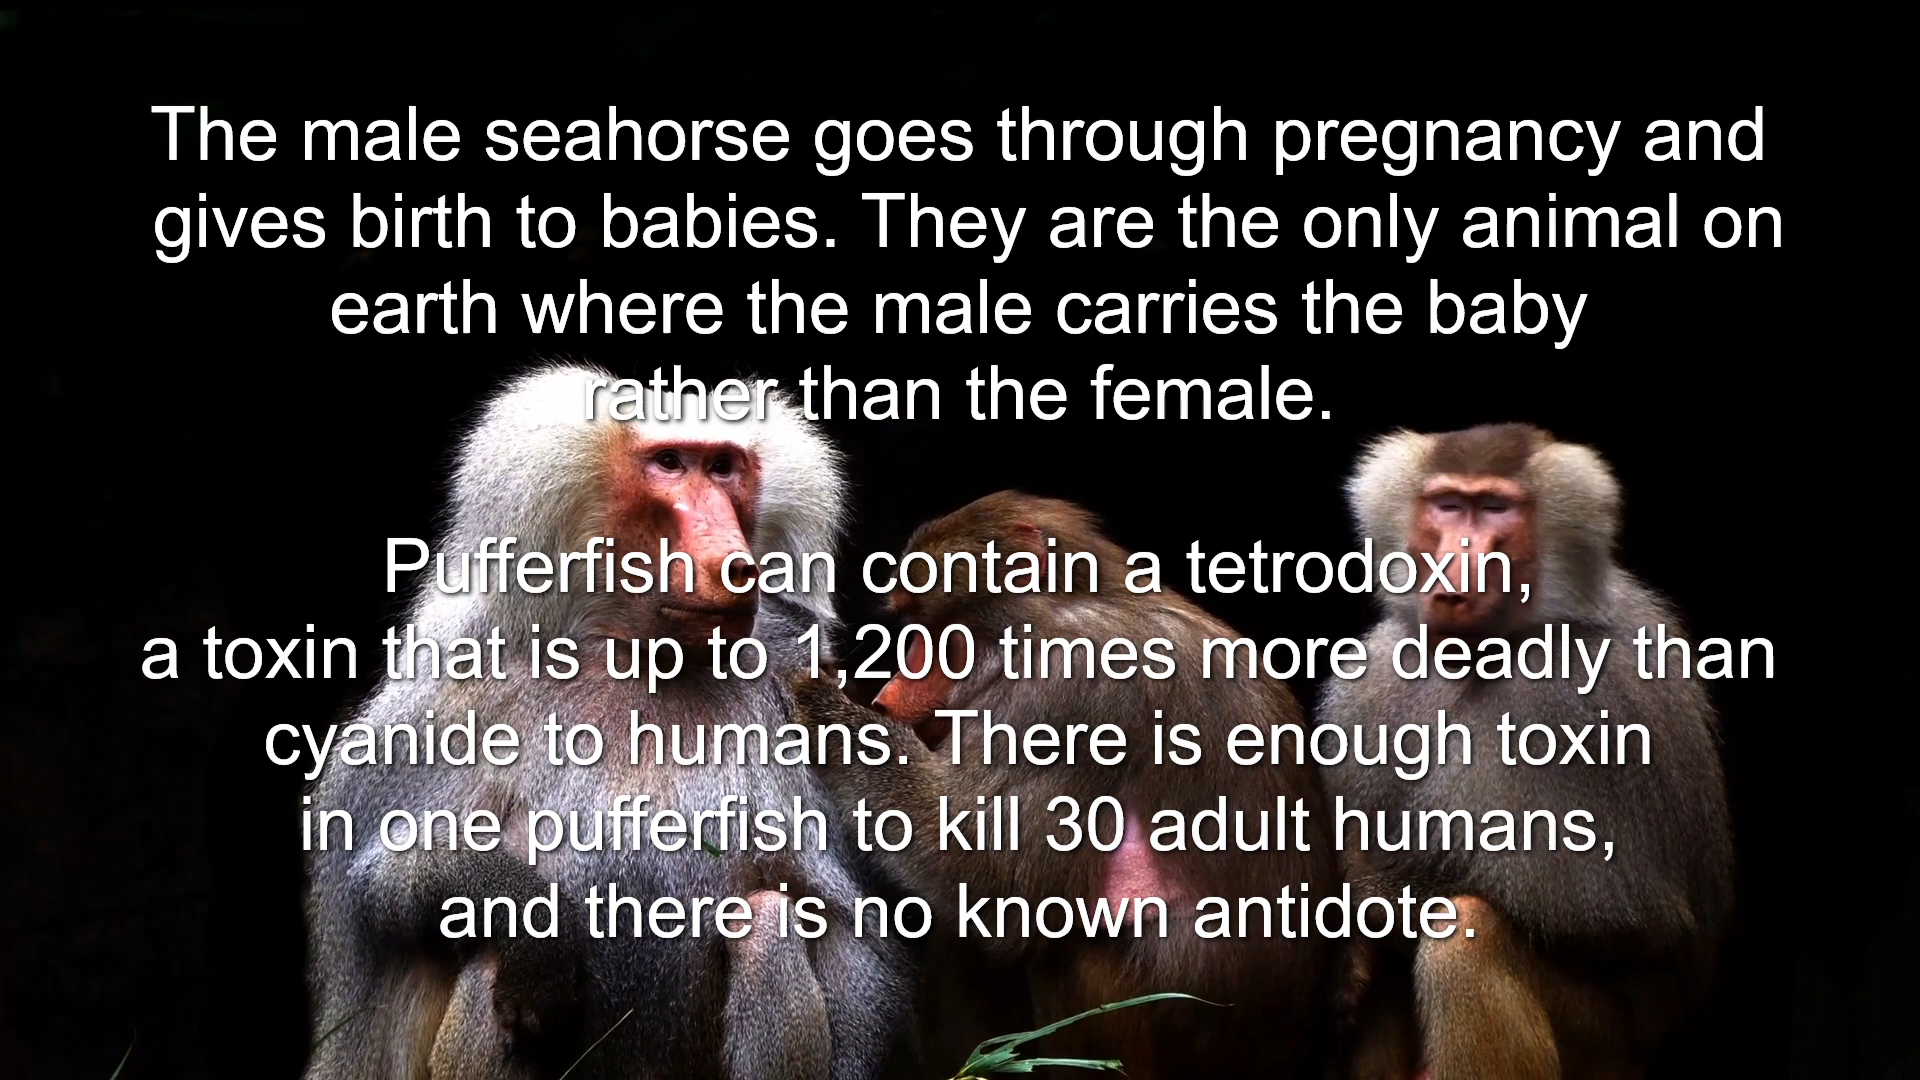 The male seahorse goes through pregnancy and
gives birth to babies. They are the only animal on
earth where the male carries the baby
rather than the female.
Pufferfish can contain a tetrodoxin,
a toxin that is up to 1,200 times more deadly than
cyanide to humans. There is enough toxin
in one pufferfish to kill 30 adult humans,
and there is no known antidote.